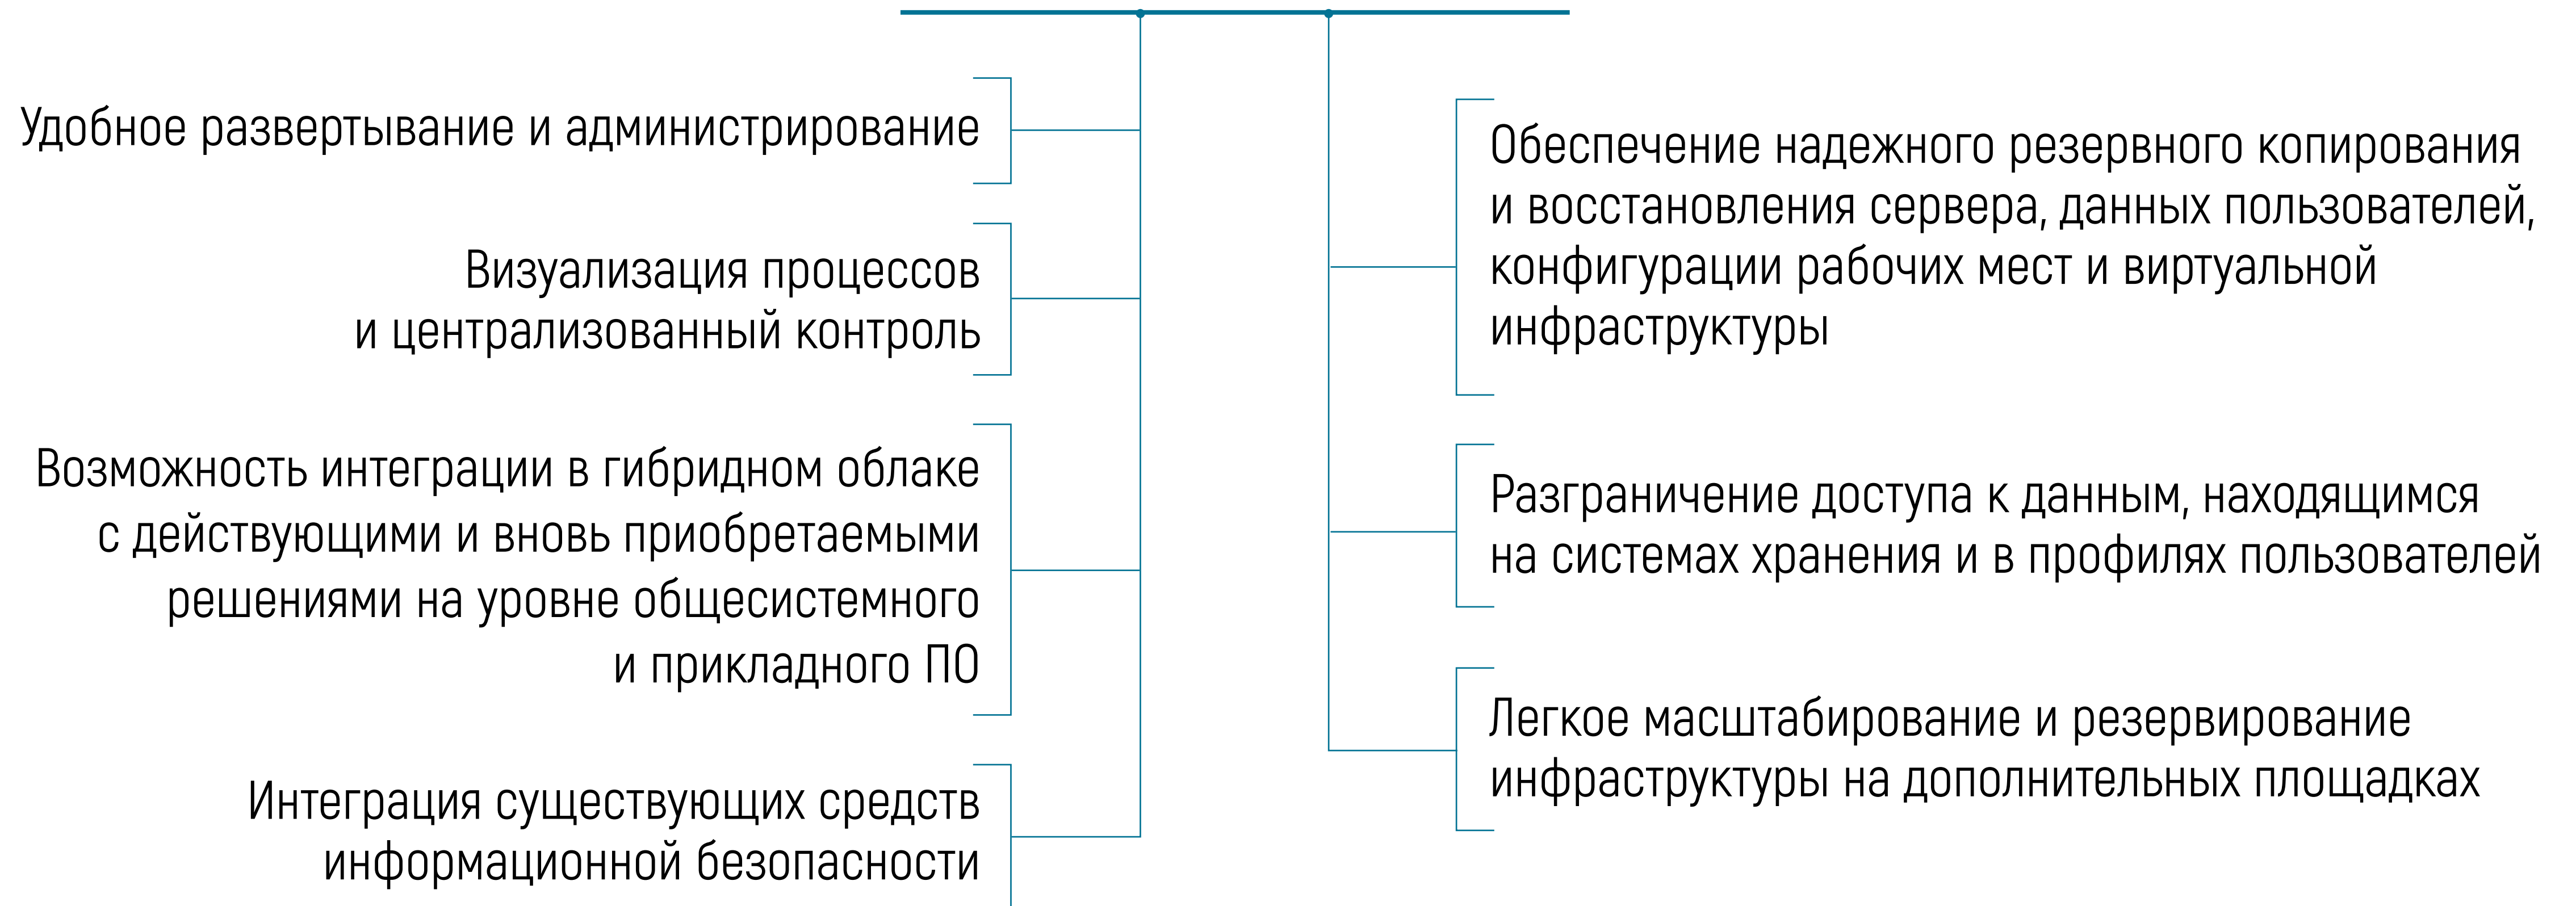 Удобное развертывание и администрирование
Визуализация процессов
и централизованный контроль
Возможность интеграции в гибридном облаке
с действующими и вновь приобретаемыми
решениями на уровне общесистемного
и прикладного ПО
Интеграция существующих средств
информационной безопасности
Обеспечение надежного резервного копирования
и восстановления сервера, данных пользователей,
конфигурации рабочих мест и виртуальной
инфраструктуры
Разграничение доступа к данным, находящимся
на системах хранения и в профилях пользователей
Легкое масштабирование и резервирование
инфраструктуры на дополнительных площадках